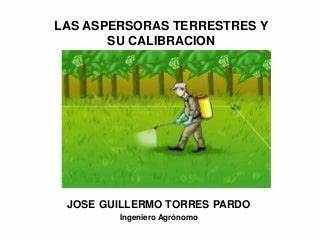 LAS ASPERSORAS TERRESTRES Y
SU CALIBRACION
JOSE GUILLERMO TORRES PARDO
Ingeniero Agrónomo